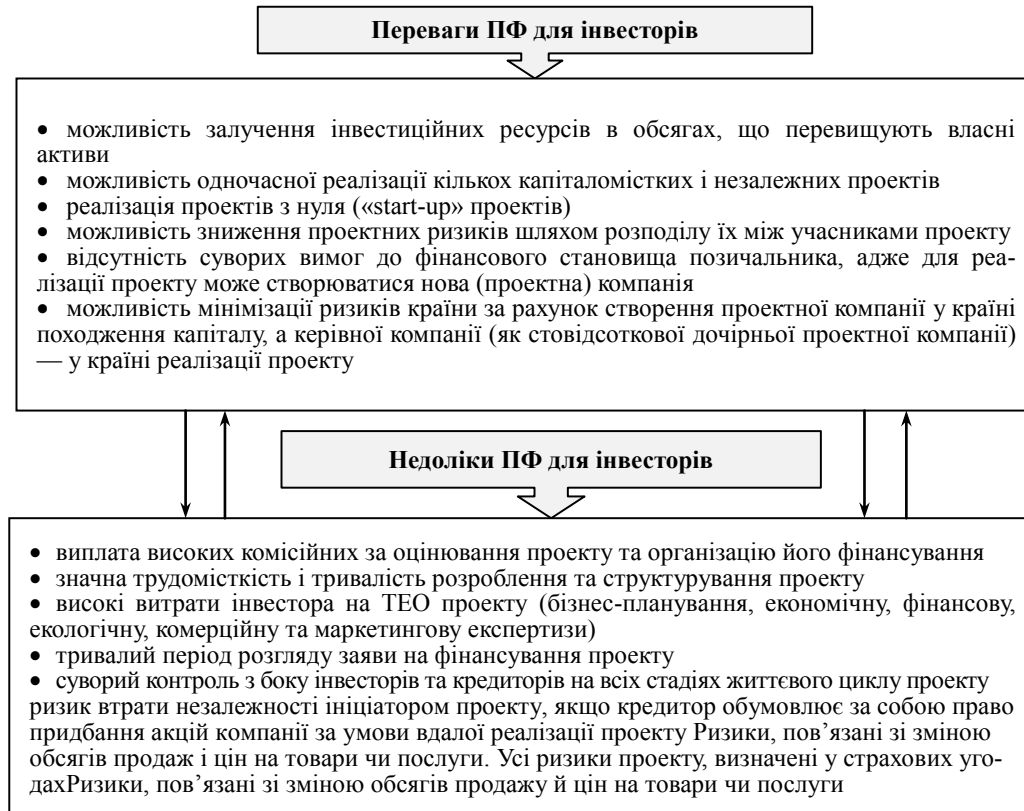 Переваги ПФ для інвесторів
• можливість залучення інвестиційних ресурсів в обсягах, що перевищують власні
активи
• можливість одночасної реалізації кількох капіталомістких і незалежних проектів
• реалізація проектів з нуля («start-up» проектів)
• можливість зниження проектних ризиків шляхом розподілу їх між учасниками проекту
• відсутність суворих вимог до фінансового становища позичальника, адже для реа-
лізації проекту може створюватися нова (проектна) компанія
• можливість мінімізації ризиків країни за рахунок створення проектної компанії у країні
походження капіталу, а керівної компанії (як стовідсоткової дочірньої проектної компанії)
— у країні реалізації проекту
Недоліки ПФ для інвесторів
• виплата високих комісійних за оцінювання проекту та організацію його фінансування
• значна трудомісткість і тривалість розроблення та структурування проекту
• високі витрати інвестора на ТЕО проекту (бізнес-планування, економічну, фінансову,
екологічну, комерційну та маркетингову експертизи)
• тривалий період розгляду заяви на фінансування проекту
• суворий контроль з боку інвесторів та кредиторів на всіх стадіях життєвого циклу проекту
ризик втрати незалежності ініціатором проекту, якщо кредитор обумовлює за собою право
придбання акцій компанії за умови вдалої реалізації проекту Ризики, пов’язані зі зміною
обсягів продаж і цін на товари чи послуги. Усі ризики проекту, визначені у страхових уго-
дахРизики, пов’язані зі зміною обсягів продажу й цін на товари чи послуги